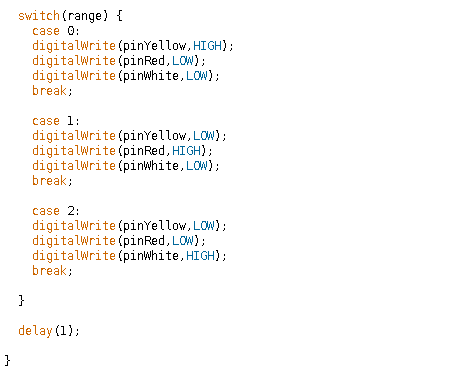 switch(range) {
case 0:
digitalWrite(pinYellow,HIGH);
digitalWrite(pinRed,LOW);
digitalWrite(pinWhite,LOW);
break;
case 1:
digitalWrite(pinYellow,LOW);
digitalWrite(pinRed,HIGH);
digitalWrite(pinWhite,LOW);
break;
case 2:
digitalWrite(pinYellow,LOW);
digitalWrite(pinRed,LOW);
digitalWrite(pinWhite,HIGH);
break;
}
delay(1);
}